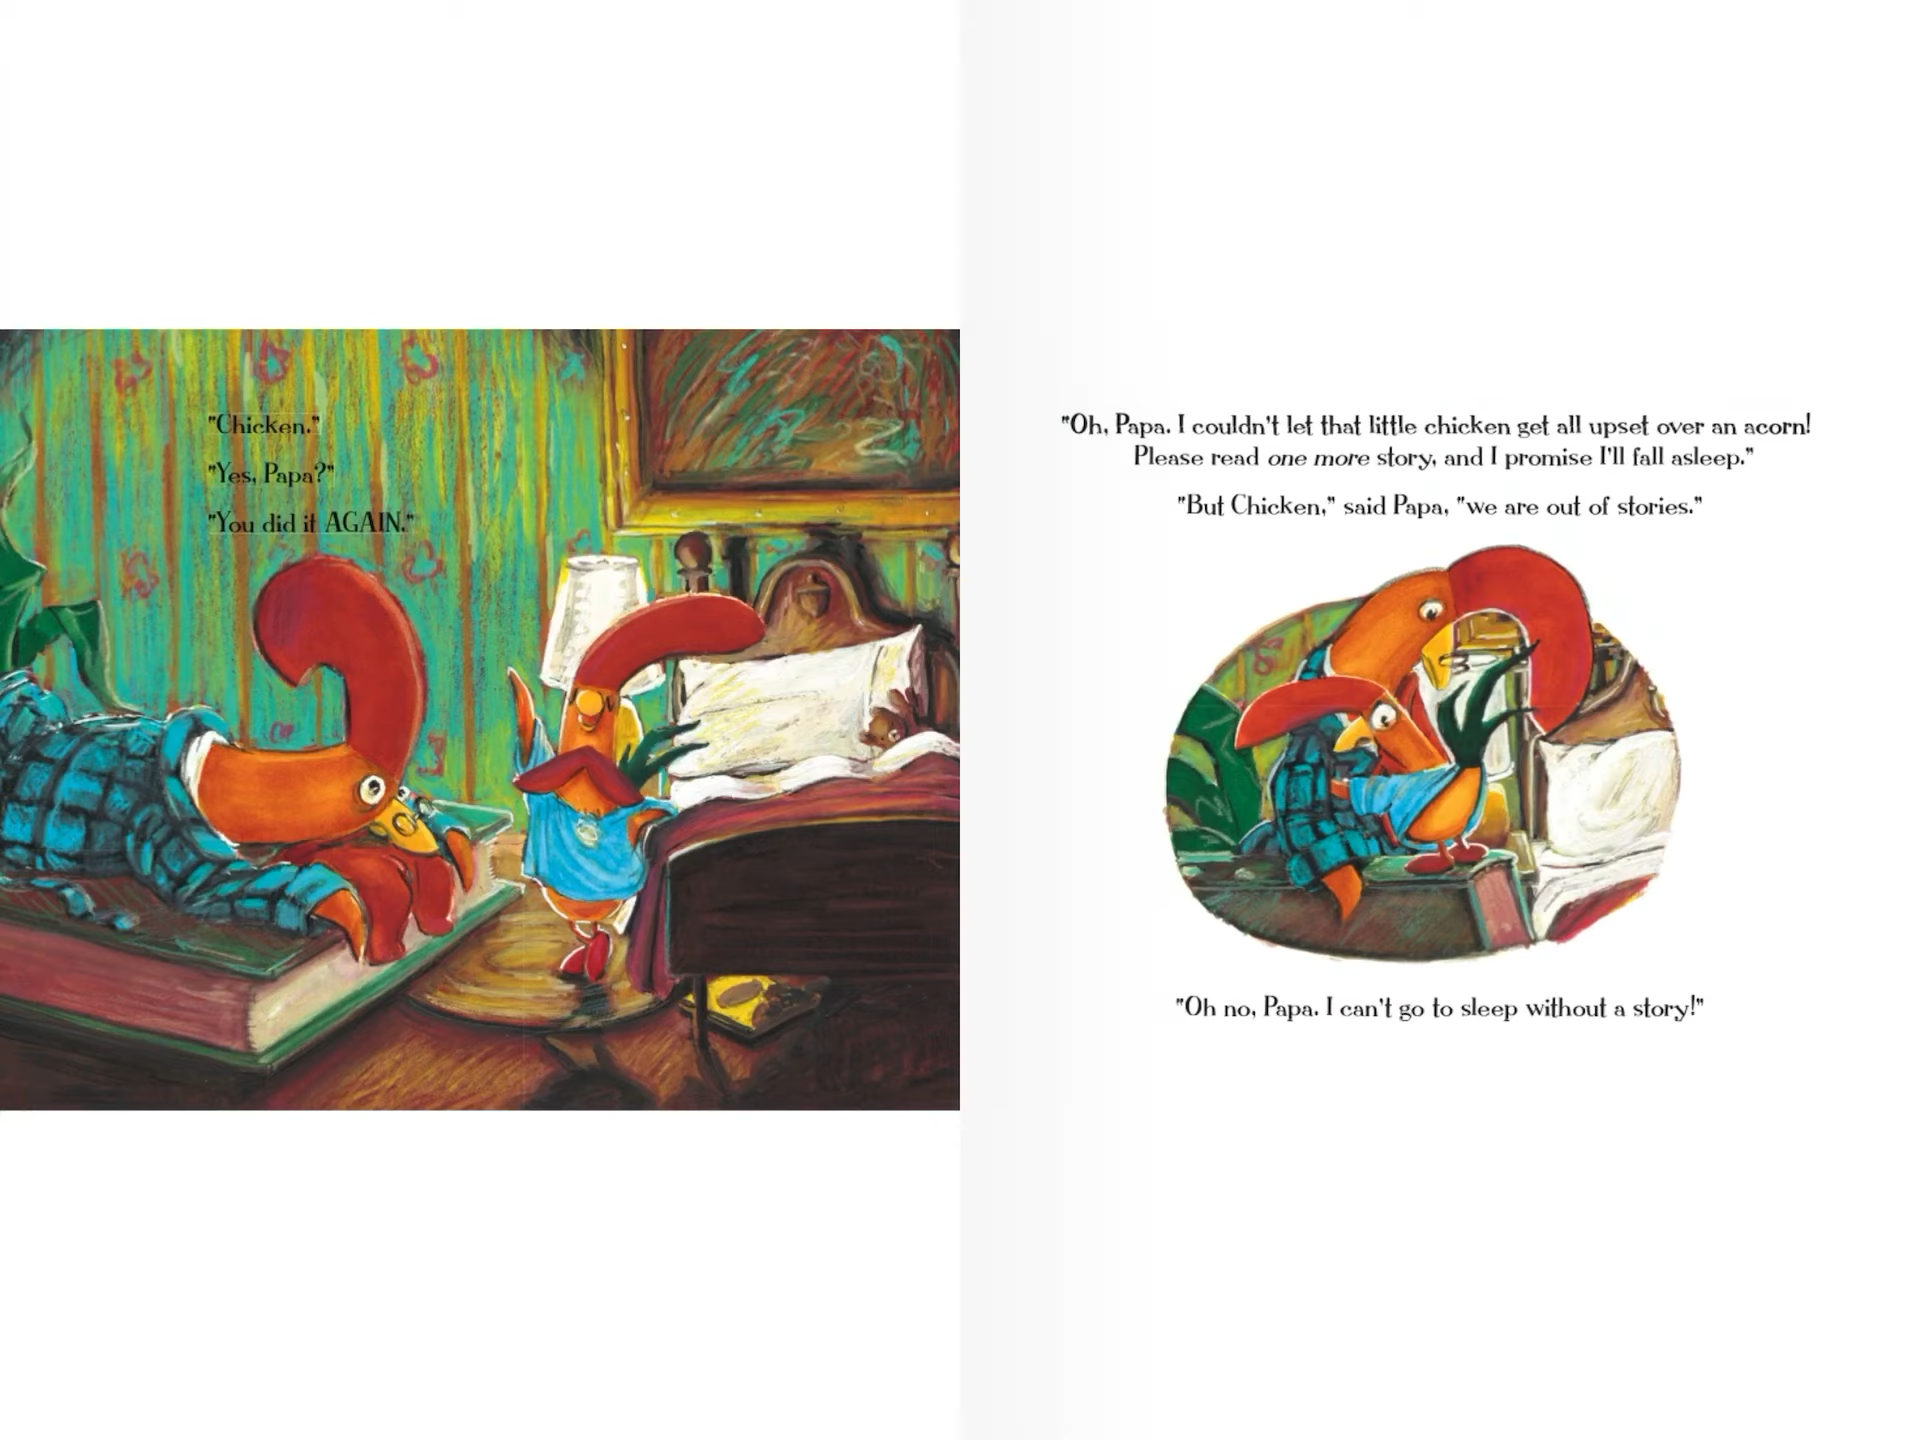 "Chicken."
"Yes, Papa?"
"You did it AGAIN."
"Oh, Papa. I couldn't let that little chicken get all upset over an acorn!
Please read one more story, and I promise I'll fall asleep."
"But Chicken," said Papa, "we are out of stories."
"Oh no, Papa. I can't go to sleep without a story!"